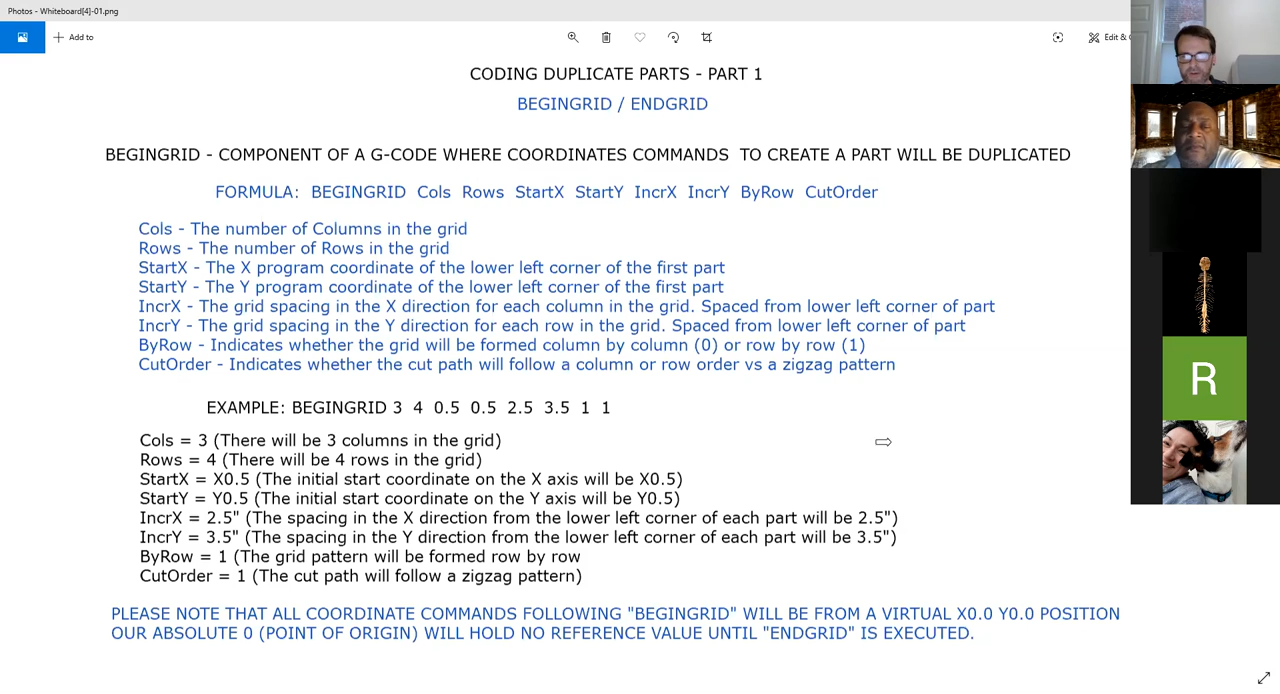 Photos - Whiteboard[4]-01.png
Add to
Edit &
CODING DUPLICATE PARTS - PART 1
BEGINGRID / ENDGRID
BEGINGRID - COMPONENT OF A G-CODE WHERE COORDINATES COMMANDS TO CREATE A PART WILL BE DUPLICATED
FORMULA: BEGINGRID Cols Rows StartX StartY IncrX IncrY ByRow CutOrder
Cols - The number of Columns in the grid
Rows - The number of Rows in the grid
StartX - The X program coordinate of the lower left corner of the first part
StartY - The Y program coordinate of the lower left corner of the first part
IncrX - The grid spacing in the X direction for each column in the grid. Spaced from lower left corner of part
IncrY - The grid spacing in the Y direction for each row in the grid. Spaced from lower left corner of part
ByRow - Indicates whether the grid will be formed column by column (0) or row by row (1)
CutOrder - Indicates whether the cut path will follow a column or row order vs a zigzag pattern
EXAMPLE: BEGINGRID 3 4 0.5 0.5 2.5 3.5 1 1
Cols = 3 (There will be 3 columns in the grid)
Rows = 4 (There will be 4 rows in the grid)
StartX = X0.5 (The initial start coordinate on the X axis will be X0.5)
StartY = Y0.5 (The initial start coordinate on the Y axis will be Y0.5)
IncrX = 2.5" (The spacing in the X direction from the lower left corner of each part will be 2.5")
IncrY = 3.5" (The spacing in the Y direction from the lower left corner of each part will be 3.5")
ByRow = 1 (The grid pattern will be formed row by row
CutOrder = 1 (The cut path will follow a zigzag pattern)
PLEASE NOTE THAT ALL COORDINATE COMMANDS FOLLOWING "BEGINGRID" WILL BE FROM A VIRTUAL X0.0 Y0.0 POSITION
OUR ABSOLUTE 0 (POINT OF ORIGIN) WILL HOLD NO REFERENCE VALUE UNTIL "ENDGRID" IS EXECUTED.
R